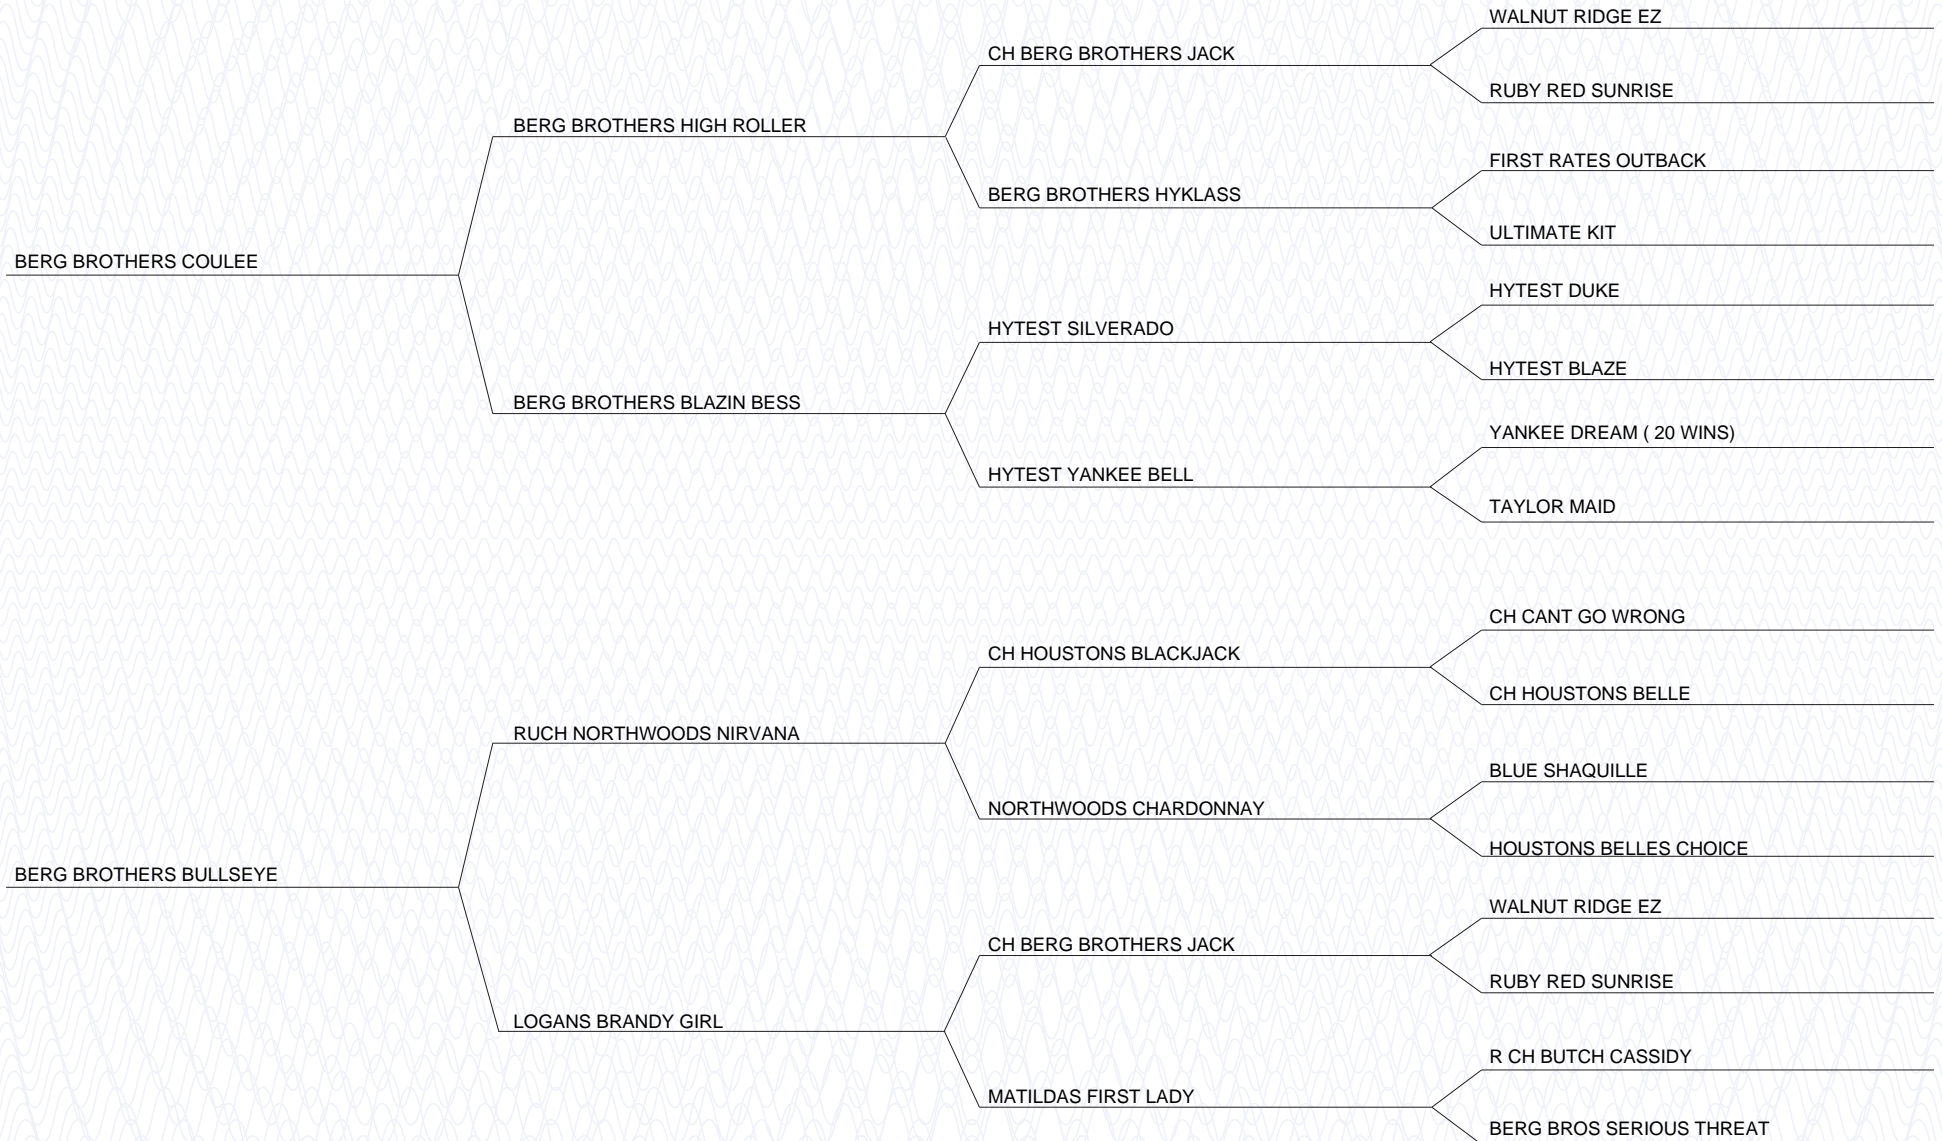 WALNUT RIDGE EZ
CH BERG BROTHERS JACK
RUBY RED SUNRISE
BERG BROTHERS HIGH ROLLER
FIRST RATES OUTBACK
BERG BROTHERS HYKLASS
ULTIMATE KIT
BERG BROTHERS COULEE
HYTEST DUKE
HYTEST SILVERADO
HYTEST BLAZE
BERG BROTHERS BLAZIN BESS
YANKEE DREAM ( 20 WINS)
HYTEST YANKEE BELL
TAYLOR MAID
CH CANT GO WRONG
CH HOUSTONS BLACKJACK
CH HOUSTONS BELLE
RUCH NORTHWOODS NIRVANA
BLUE SHAQUILLE
NORTHWOODS CHARDONNAY
HOUSTONS BELLES CHOICE
BERG BROTHERS BULLSEYE
WALNUT RIDGE EZ
CH BERG BROTHERS JACK
RUBY RED SUNRISE
LOGANS BRANDY GIRL
R CH BUTCH CASSIDY
MATILDAS FIRST LADY
BERG BROS SERIOUS THREAT